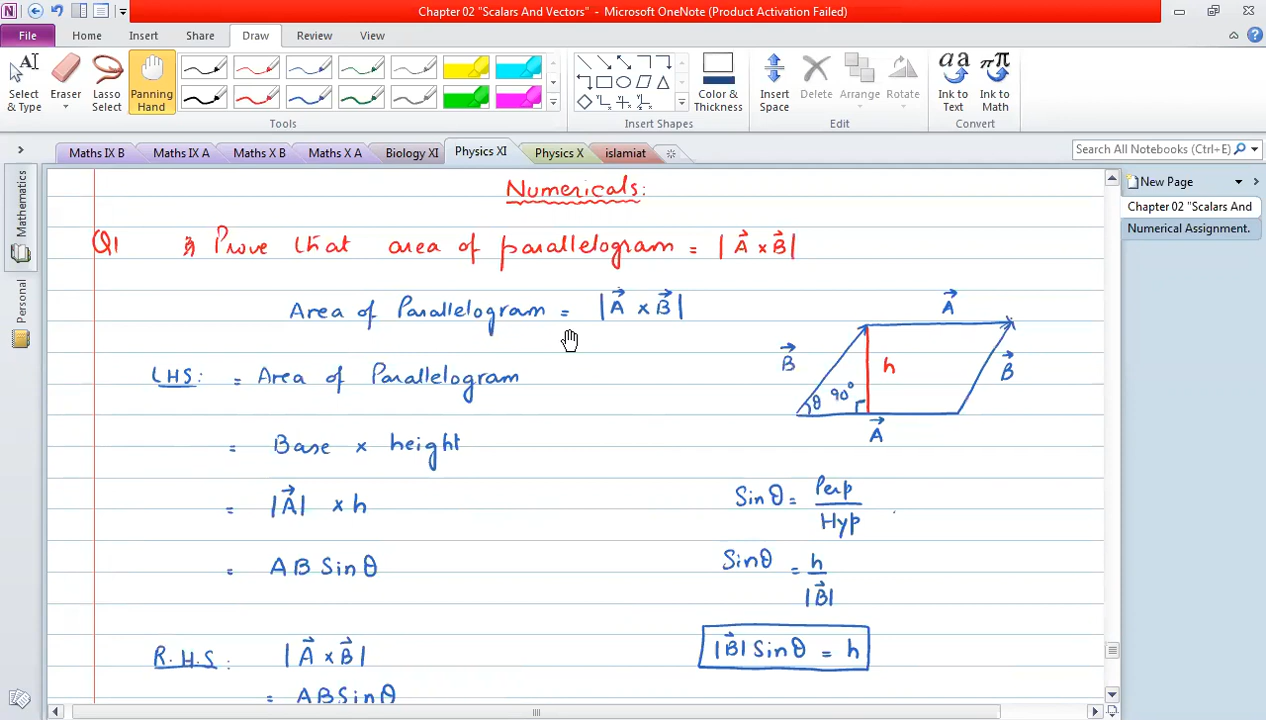 Chapter 02 "Scalars And Vectors" - Microsoft OneNote (Product Activation Failed)
File Home Insert Share Draw Review View
Select & Type
Eraser
Lasso Select
Panning Hand
Color & Thickness
Insert Space
Delete
Arrange
Rotate
Ink to Text
Ink to Math
Tools Insert Shapes Edit Convert
Maths IX B Maths IX A Maths X B Maths X A Biology XI Physics XI Physics X islamiat
Search All Notebooks (Ctrl+E)
New Page
Chapter 02 "Scalars And
Numerical Assignment.
Mathematics
Personal
Numericals:
Q1 Prove that area of parallelogram = |A⃗ × B⃗|
Area of Parallelogram = |A⃗ × B⃗|
LHS: = Area of Parallelogram
= Base × height
= |A⃗| × h
= AB Sinθ
R.H.S: |A⃗ × B⃗|
= ABSinθ
A⃗
B⃗
h
B⃗
θ 90°
A⃗
Sinθ = Perp / Hyp
Sinθ = h / |B⃗|
|B⃗| Sinθ = h